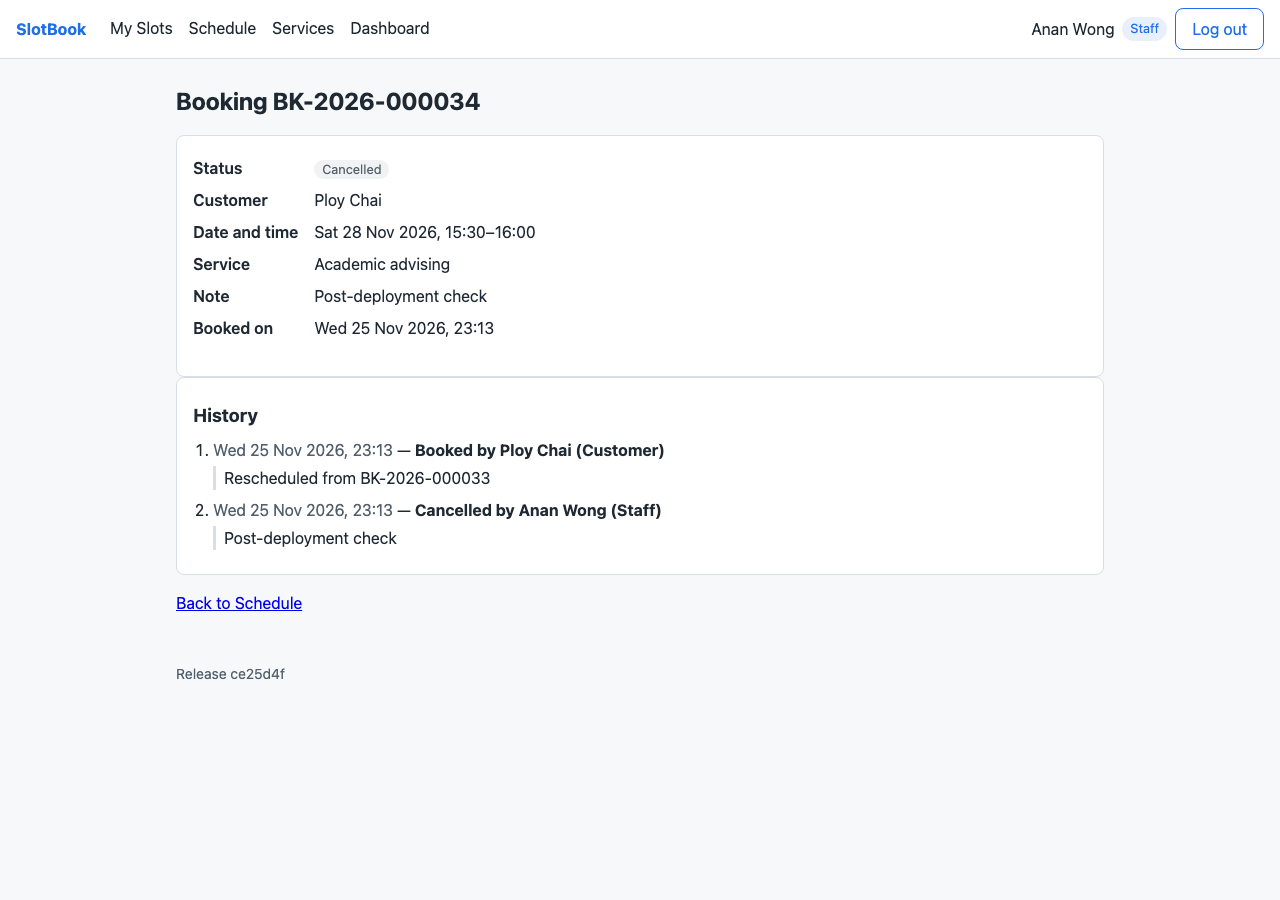 SlotBook My Slots Schedule Services Dashboard Anan Wong Staff Log out
Booking BK-2026-000034
Status Cancelled
Customer Ploy Chai
Date and time Sat 28 Nov 2026, 15:30–16:00
Service Academic advising
Note Post-deployment check
Booked on Wed 25 Nov 2026, 23:13
History
1. Wed 25 Nov 2026, 23:13 — Booked by Ploy Chai (Customer)
Rescheduled from BK-2026-000033
2. Wed 25 Nov 2026, 23:13 — Cancelled by Anan Wong (Staff)
Post-deployment check
Back to Schedule
Release ce25d4f